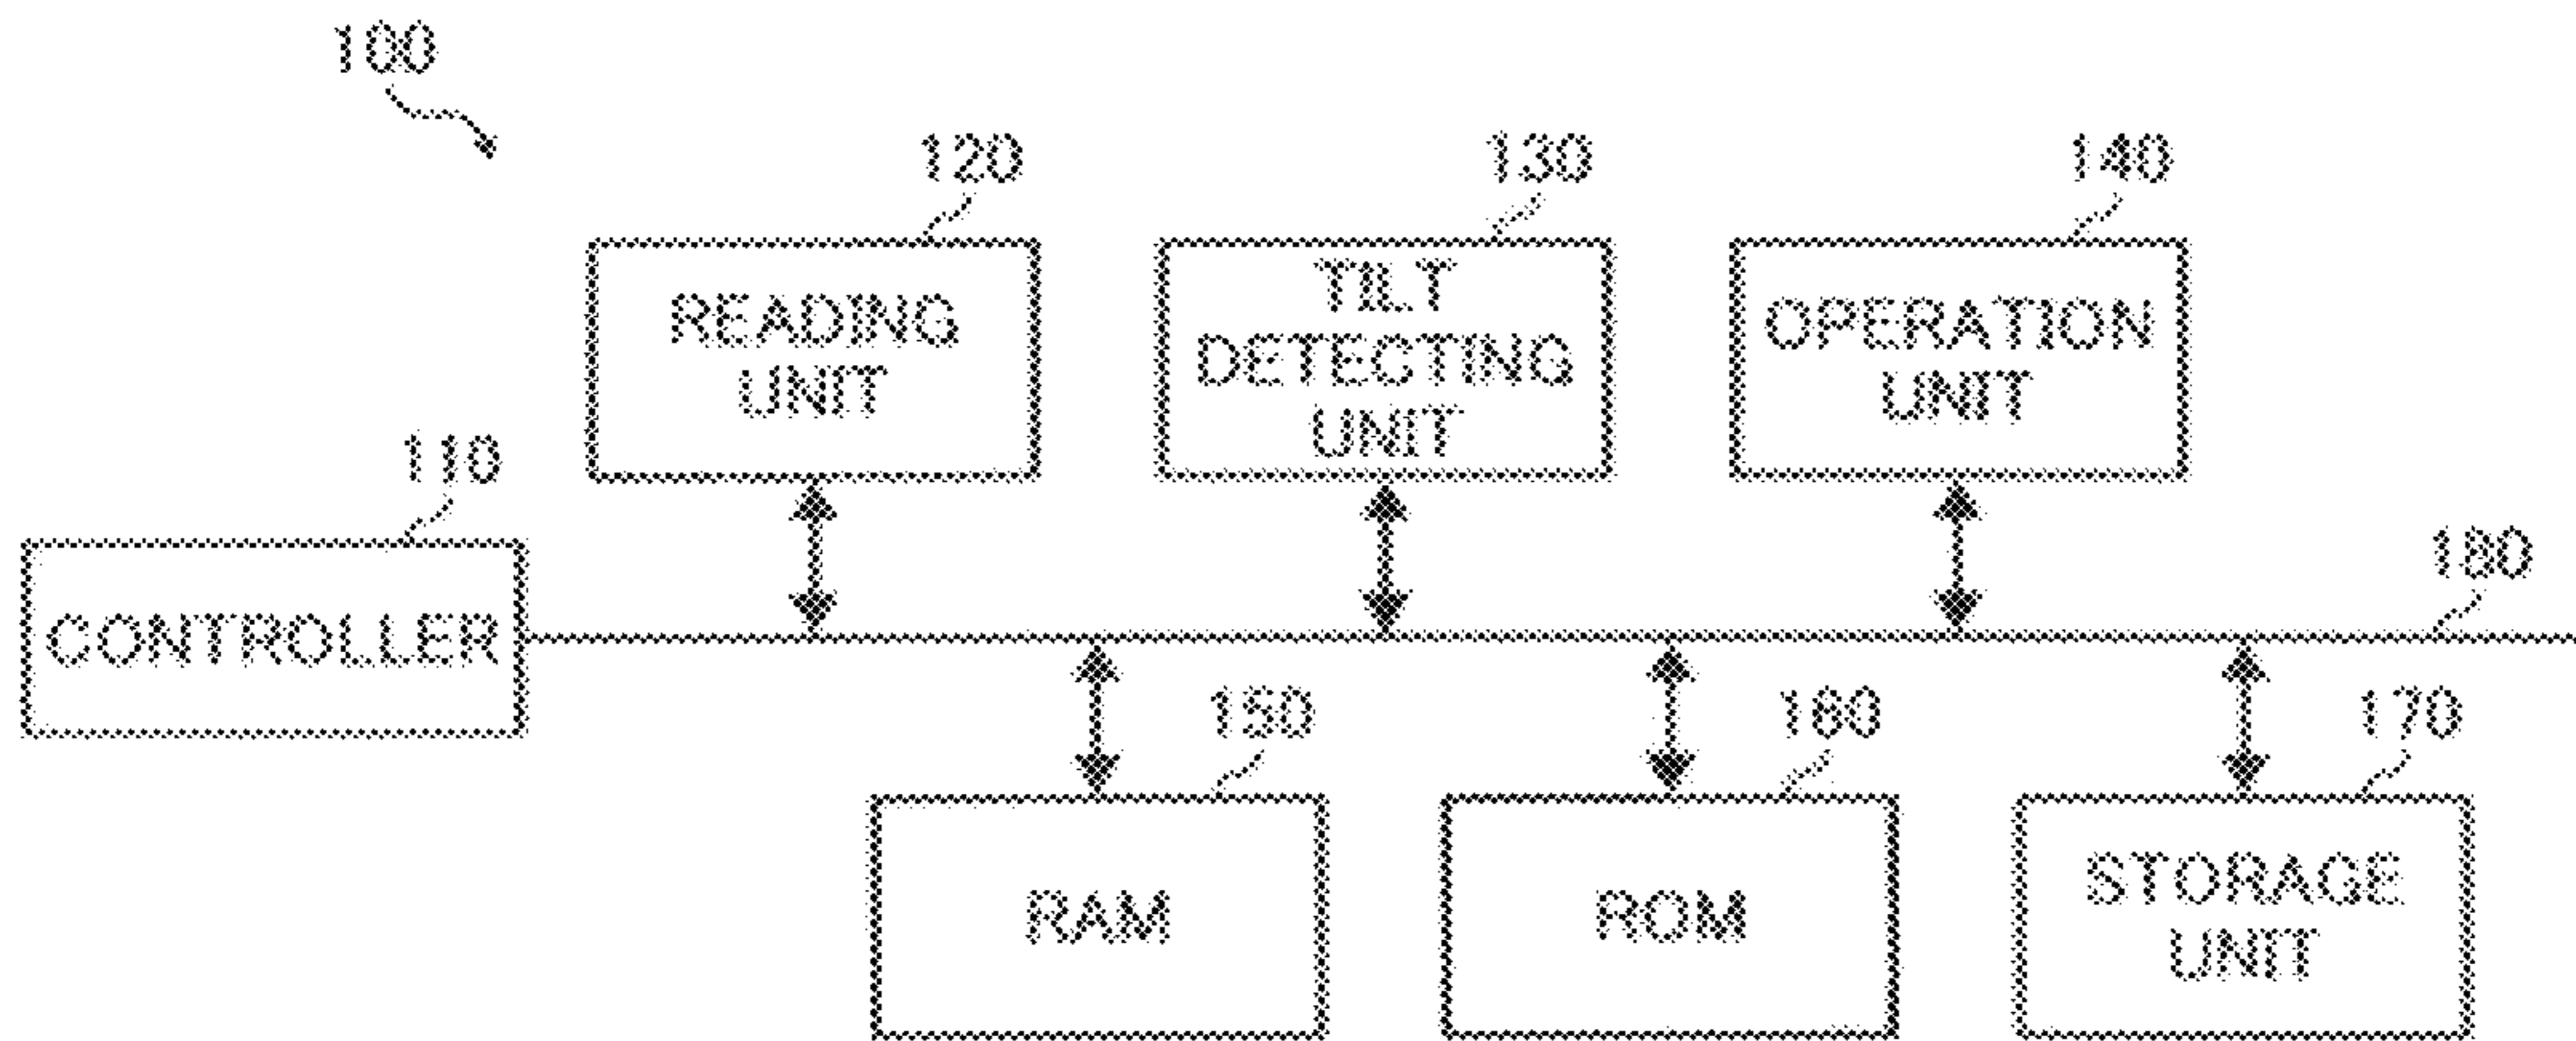 100
120
130
140
READING
UNIT
TILT
DETECTING
UNIT
OPERATION
UNIT
110
CONTROLLER
180
150
160
170
RAM
ROM
STORAGE
UNIT